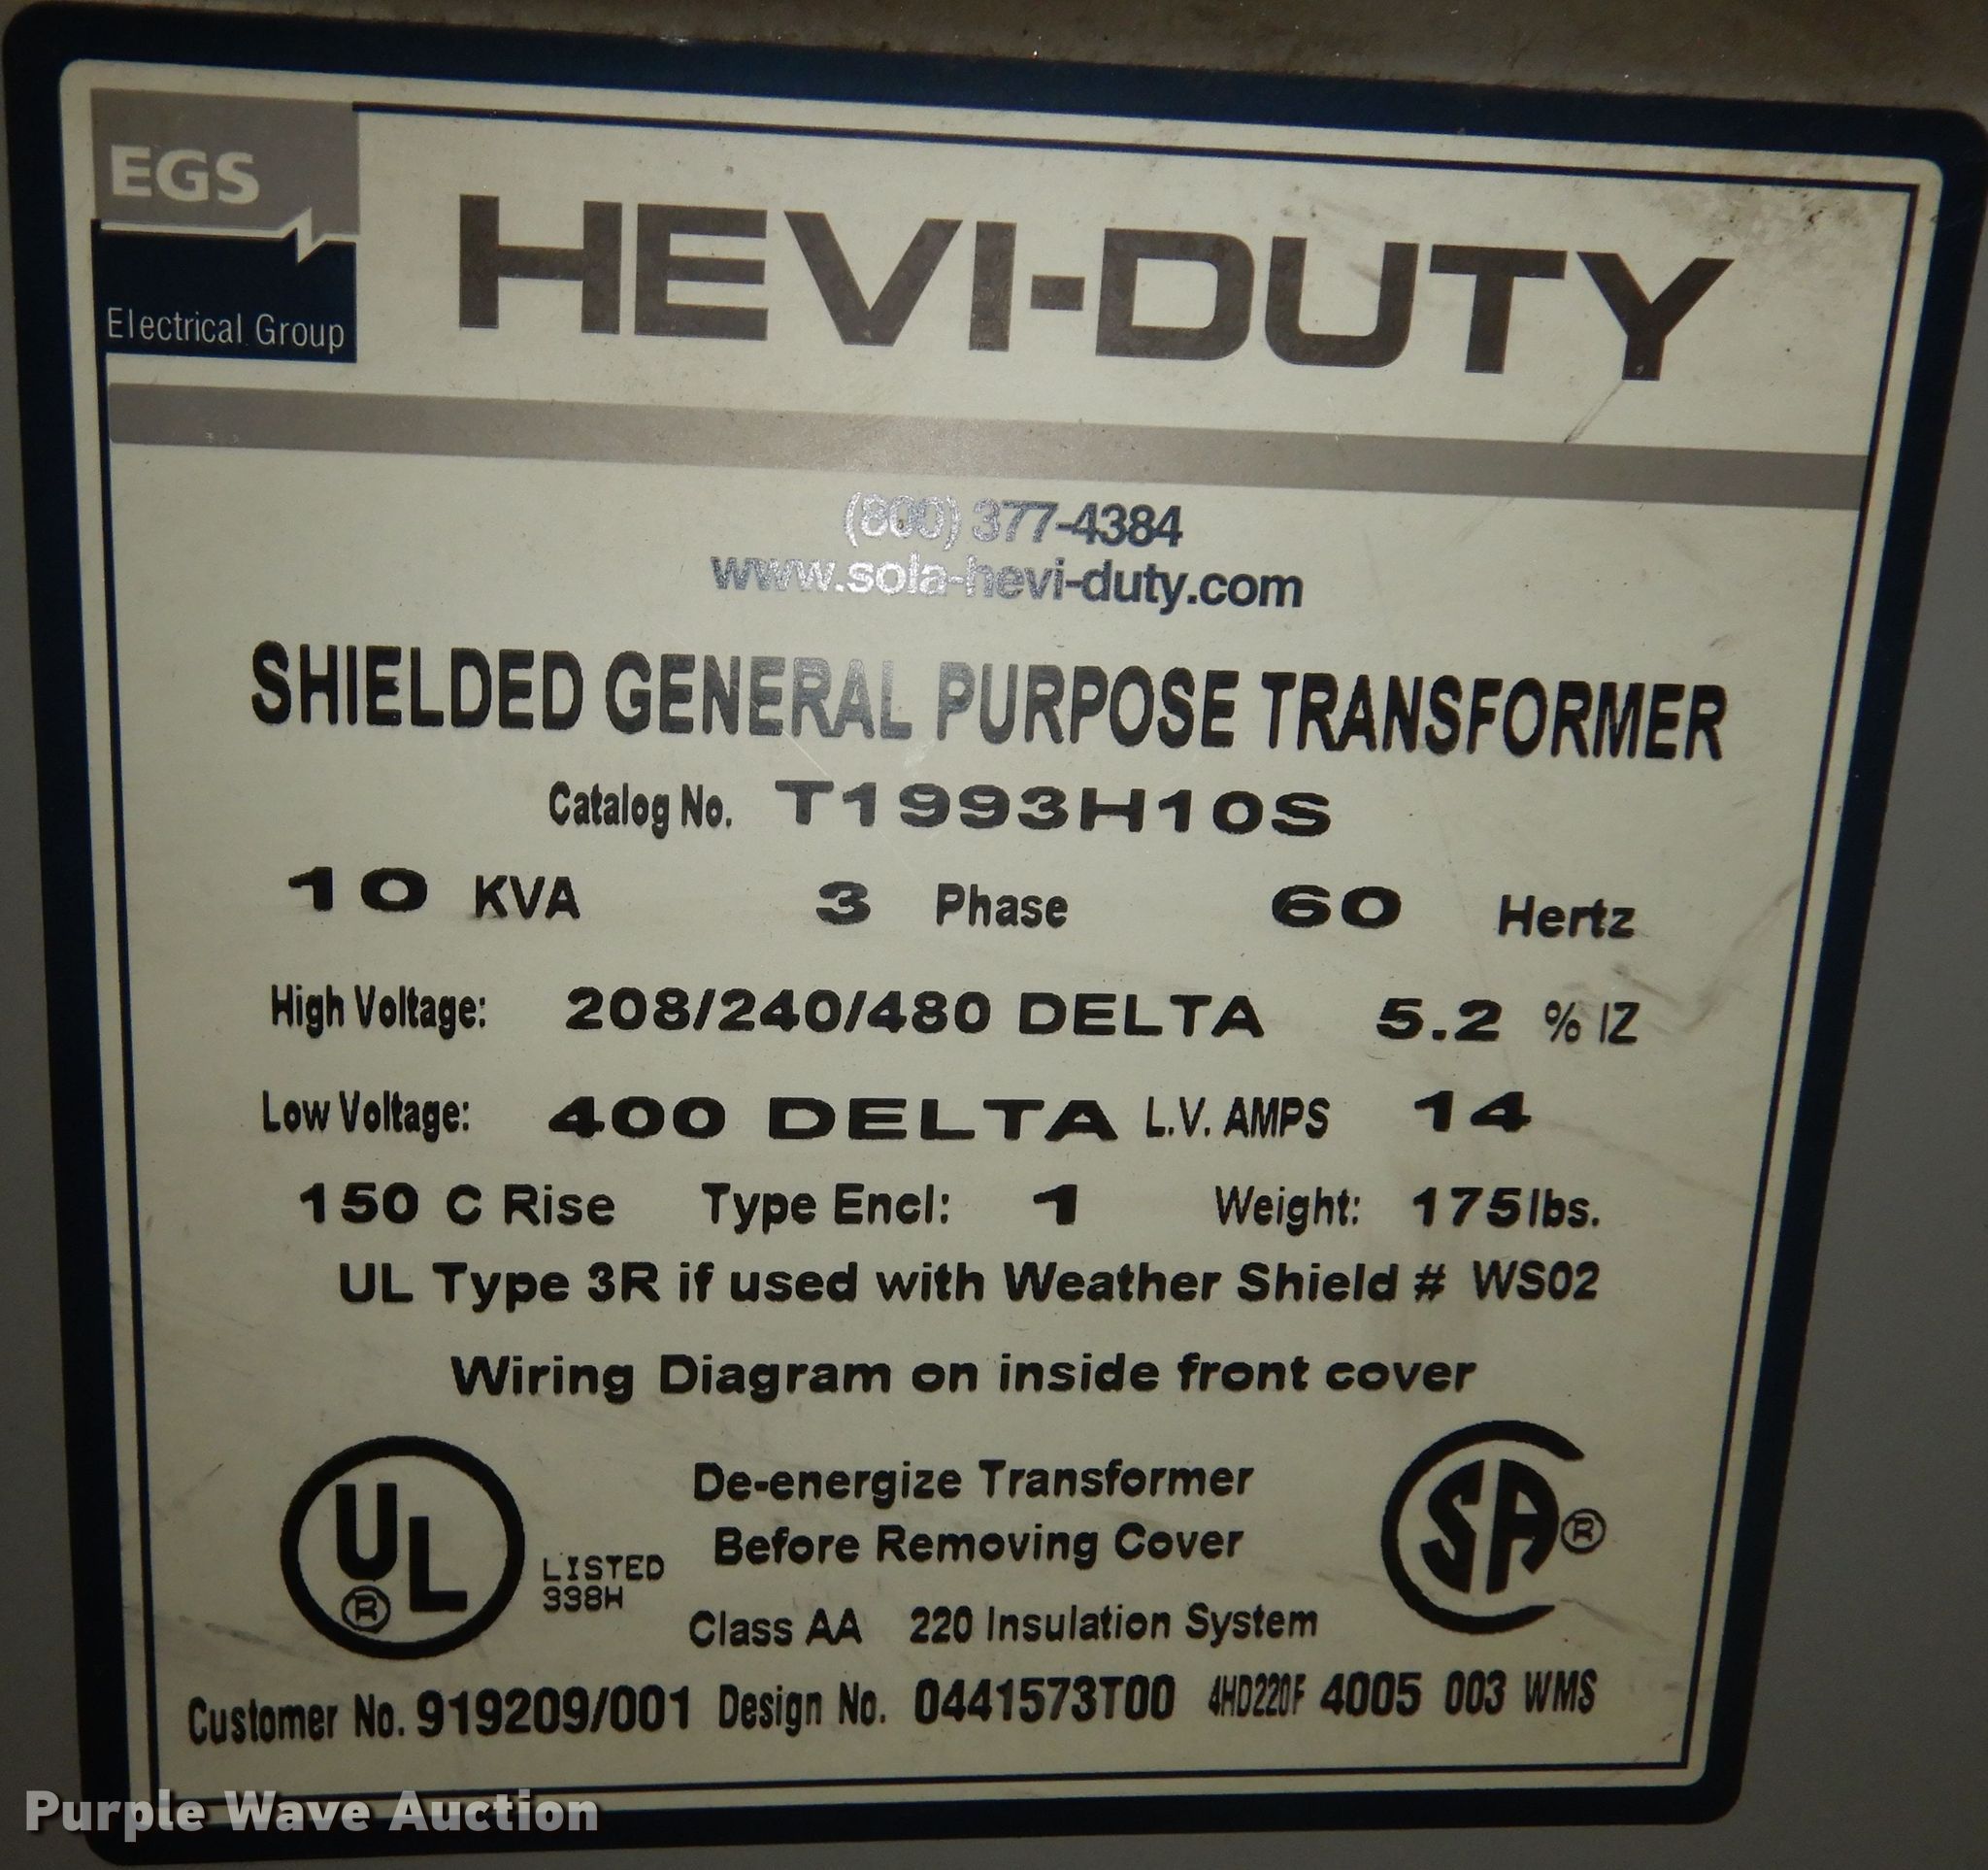 EGS
Electrical Group
HEVI-DUTY
(800) 377-4384
www.sola-hevi-duty.com
SHIELDED GENERAL PURPOSE TRANSFORMER
Catalog No. T1993H10S
10 KVA 3 Phase 60 Hertz
High Voltage: 208/240/480 DELTA 5.2 % IZ
Low Voltage: 400 DELTA L.V. AMPS 14
150 C Rise Type Encl: 1 Weight: 175lbs.
UL Type 3R if used with Weather Shield # WS02
Wiring Diagram on inside front cover
UL ®
LISTED
338H
De-energize Transformer
Before Removing Cover
SA ®
Class AA 220 Insulation System
Customer No. 919209/001 Design No. 0441573T00 4HD220F 4005 003 WMS
Purple Wave Auction